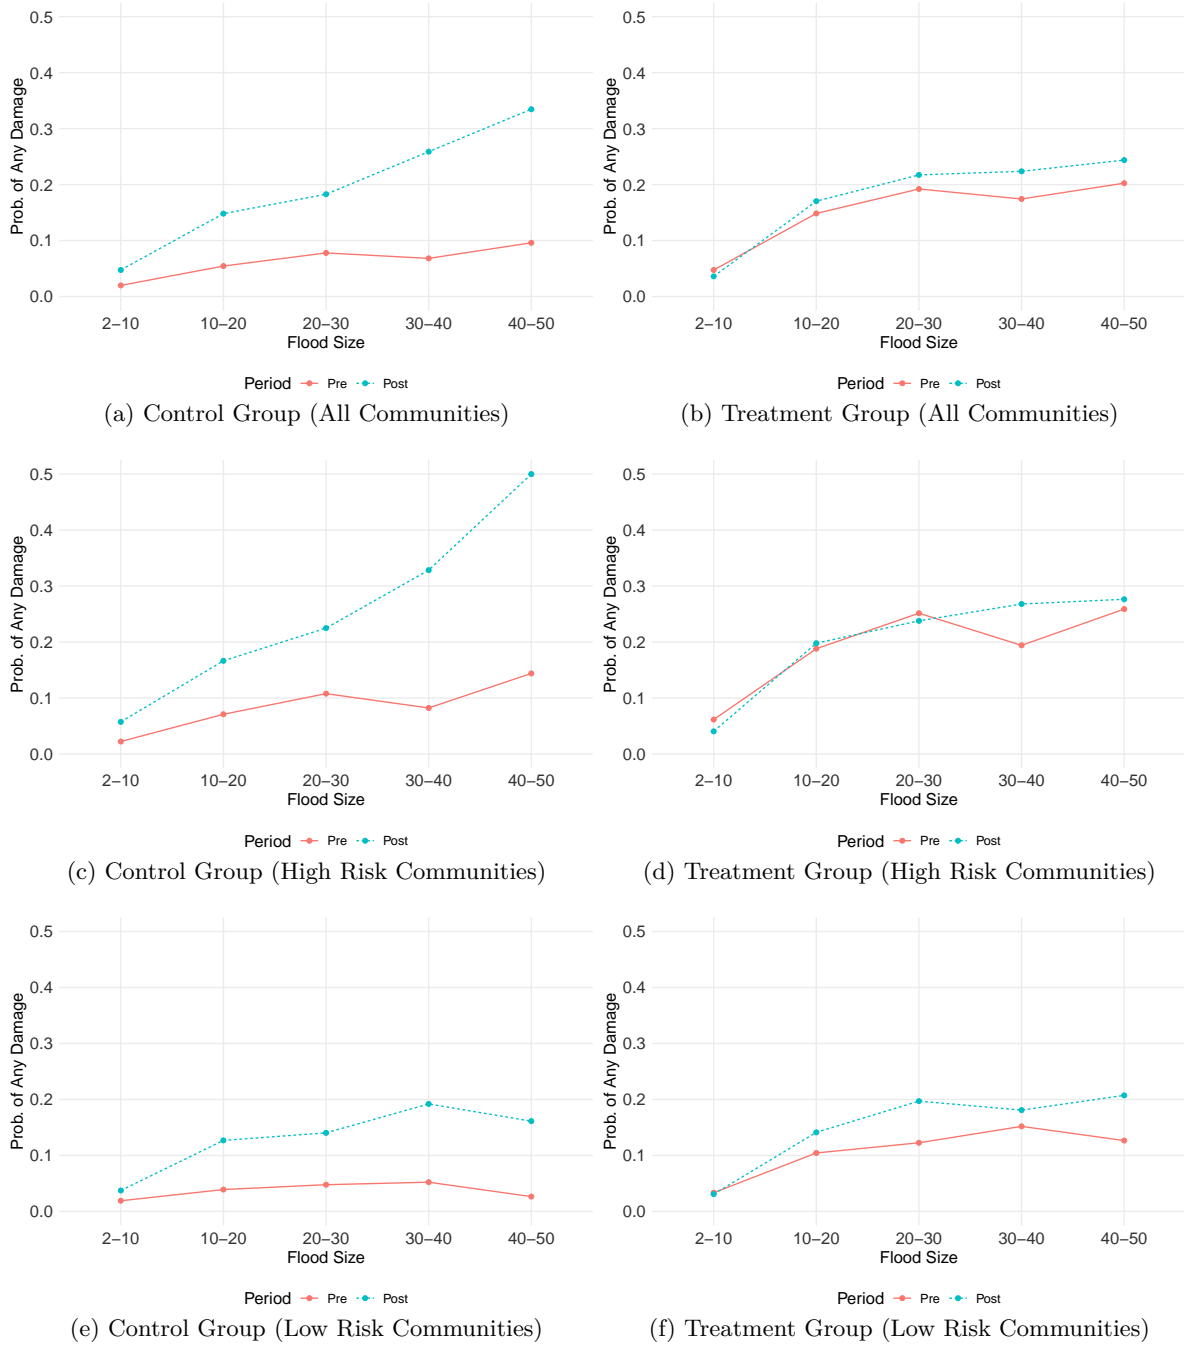 0.5
0.4
0.3
0.2
0.1
0.0
Prob. of Any Damage
2−10 10−20 20−30 30−40 40−50
Flood Size
Period Pre Post
(a) Control Group (All Communities)
0.5
0.4
0.3
0.2
0.1
0.0
Prob. of Any Damage
2−10 10−20 20−30 30−40 40−50
Flood Size
Period Pre Post
(b) Treatment Group (All Communities)
0.5
0.4
0.3
0.2
0.1
0.0
Prob. of Any Damage
2−10 10−20 20−30 30−40 40−50
Flood Size
Period Pre Post
(c) Control Group (High Risk Communities)
0.5
0.4
0.3
0.2
0.1
0.0
Prob. of Any Damage
2−10 10−20 20−30 30−40 40−50
Flood Size
Period Pre Post
(d) Treatment Group (High Risk Communities)
0.5
0.4
0.3
0.2
0.1
0.0
Prob. of Any Damage
2−10 10−20 20−30 30−40 40−50
Flood Size
Period Pre Post
(e) Control Group (Low Risk Communities)
0.5
0.4
0.3
0.2
0.1
0.0
Prob. of Any Damage
2−10 10−20 20−30 30−40 40−50
Flood Size
Period Pre Post
(f) Treatment Group (Low Risk Communities)